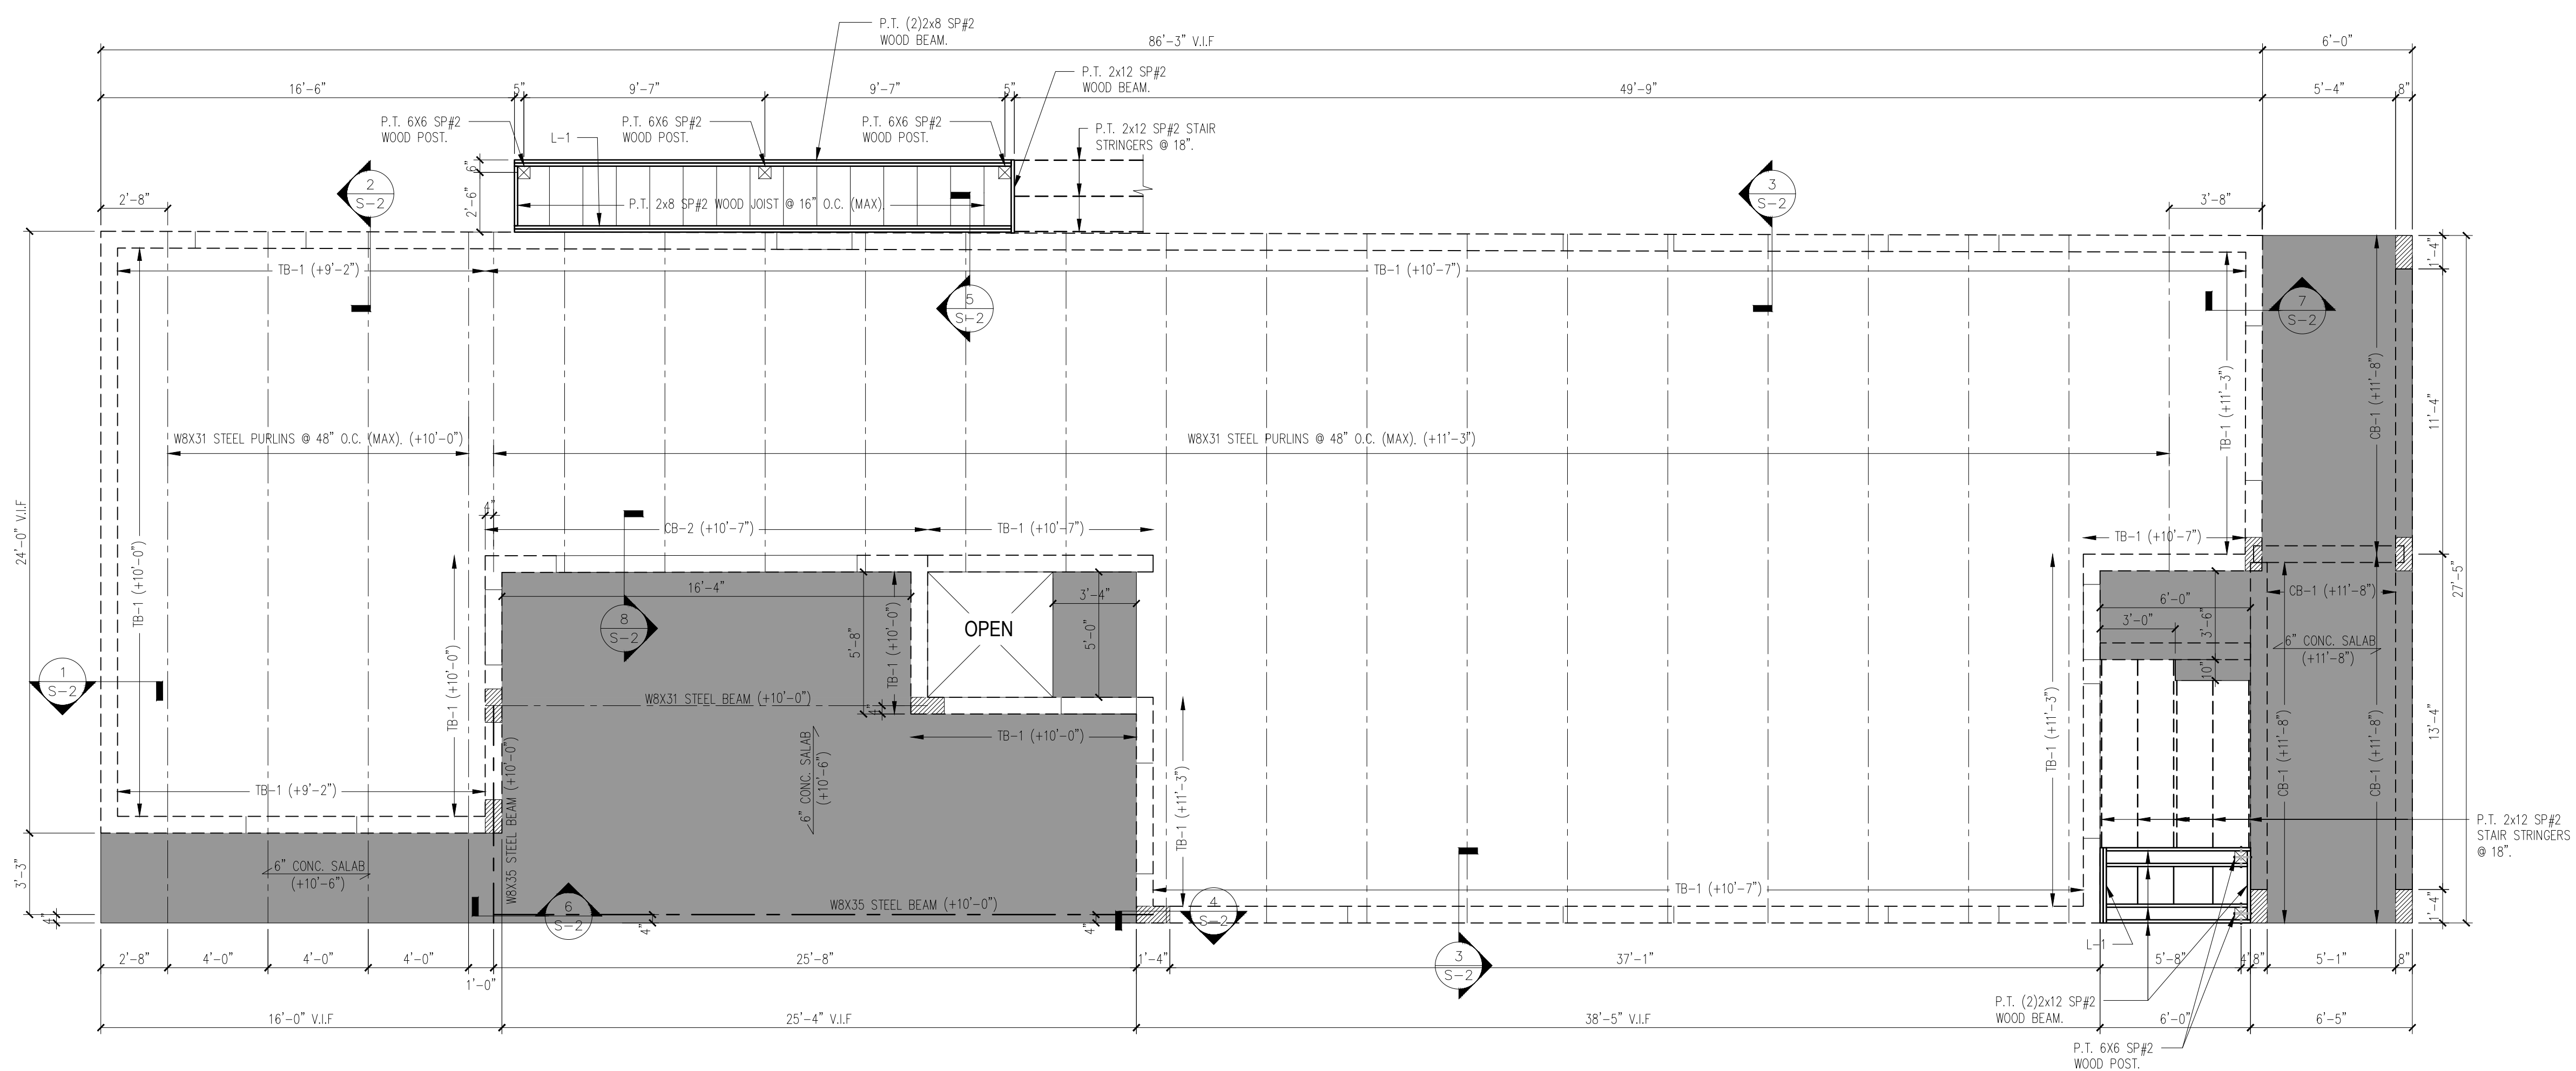 P.T. (2)2x8 SP#2
WOOD BEAM.
86'-3" V.I.F
6'-0"
P.T. 2x12 SP#2
WOOD BEAM.
16'-6"
5"
9'-7"
9'-7"
5"
49'-9"
5'-4"
8"
P.T. 6X6 SP#2
WOOD POST.
L-1
P.T. 6X6 SP#2
WOOD POST.
P.T. 6X6 SP#2
WOOD POST.
P.T. 2x12 SP#2 STAIR
STRINGERS @ 18".
6"
2'-6"
2
S-2
3
S-2
2'-8"
P.T. 2x8 SP#2 WOOD JOIST @ 16" O.C. (MAX).
3'-8"
1'-4"
TB-1 (+9'-2")
TB-1 (+10'-7")
5
S-2
7
S-2
CB-1 (+11'-8")
11'-4"
TB-1 (+11'-3")
W8X31 STEEL PURLINS @ 48" O.C. (MAX). (+10'-0")
W8X31 STEEL PURLINS @ 48" O.C. (MAX). (+11'-3")
24'-0" V.I.F
4"
CB-2 (+10'-7")
TB-1 (+10'-7")
TB-1 (+10'-7")
27'-5"
TB-1 (+10'-0")
16'-4"
3'-4"
6'-0"
CB-1 (+11'-8")
3'-0"
3'-6"
8
S-2
OPEN
5'-8"
TB-1 (+10'-0")
5'-0"
6" CONC. SALAB
(+11'-8")
10"
1
S-2
TB-1 (+10'-0")
W8X31 STEEL BEAM (+10'-0")
4"
TB-1 (+10'-0")
TB-1 (+11'-3")
13'-4"
CB-1 (+11'-8")
CB-1 (+11'-8")
6" CONC. SALAB
(+10'-6")
W8X35 STEEL BEAM (+10'-0")
TB-1 (+9'-2")
TB-1 (+11'-3")
P.T. 2x12 SP#2
STAIR STRINGERS
@ 18".
3'-3"
6" CONC. SALAB
(+10'-6")
TB-1 (+10'-7")
W8X35 STEEL BEAM (+10'-0")
6
S-2
4
S-2
4"
4"
4"
1'-4"
L-1
3
S-2
2'-8"
4'-0"
4'-0"
4'-0"
1'-0"
25'-8"
1'-4"
37'-1"
5'-8"
4"
8"
5'-1"
8"
P.T. (2)2x12 SP#2
WOOD BEAM.
16'-0" V.I.F
25'-4" V.I.F
38'-5" V.I.F
6'-0"
6'-5"
P.T. 6X6 SP#2
WOOD POST.